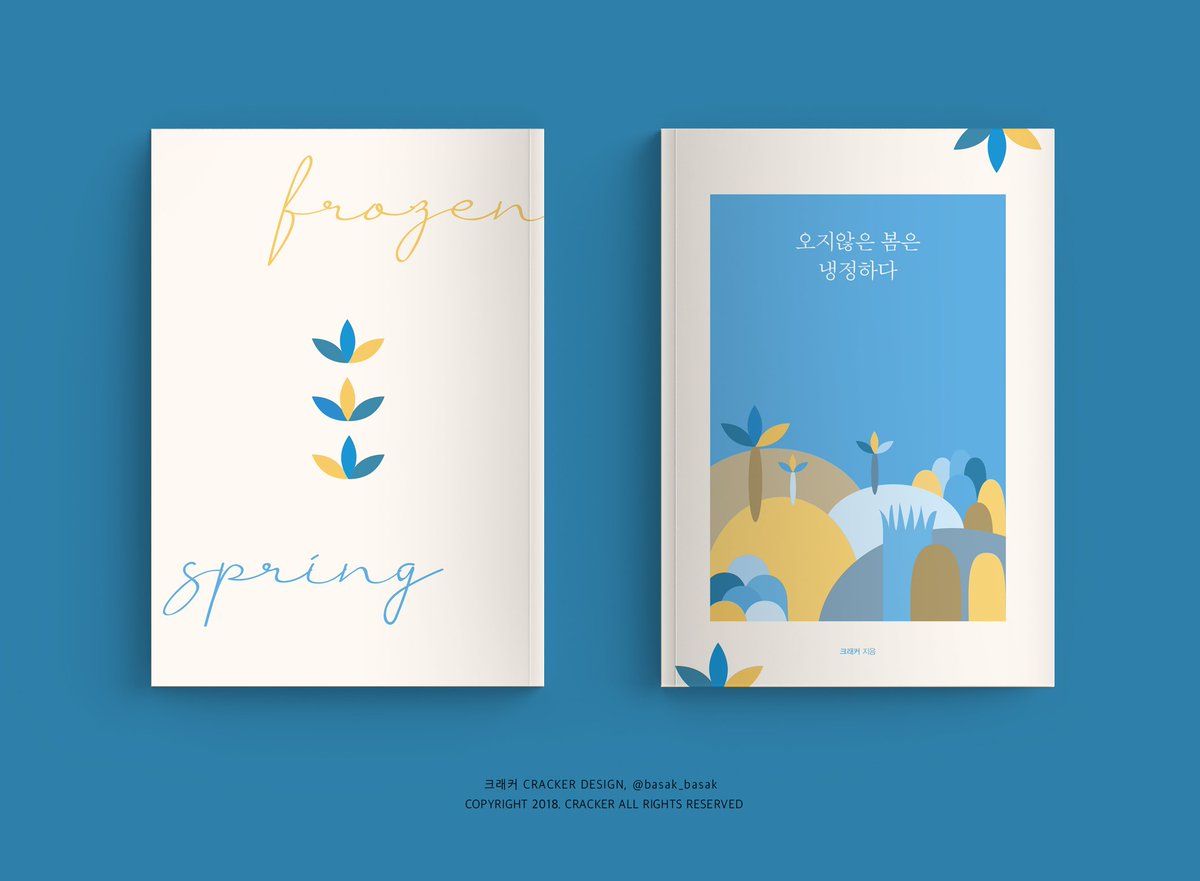 frozen
spring
오지않은 봄은
냉정하다
크래커 지음
크래커 CRACKER DESIGN, @basak_basak
COPYRIGHT 2018. CRACKER ALL RIGHTS RESERVED